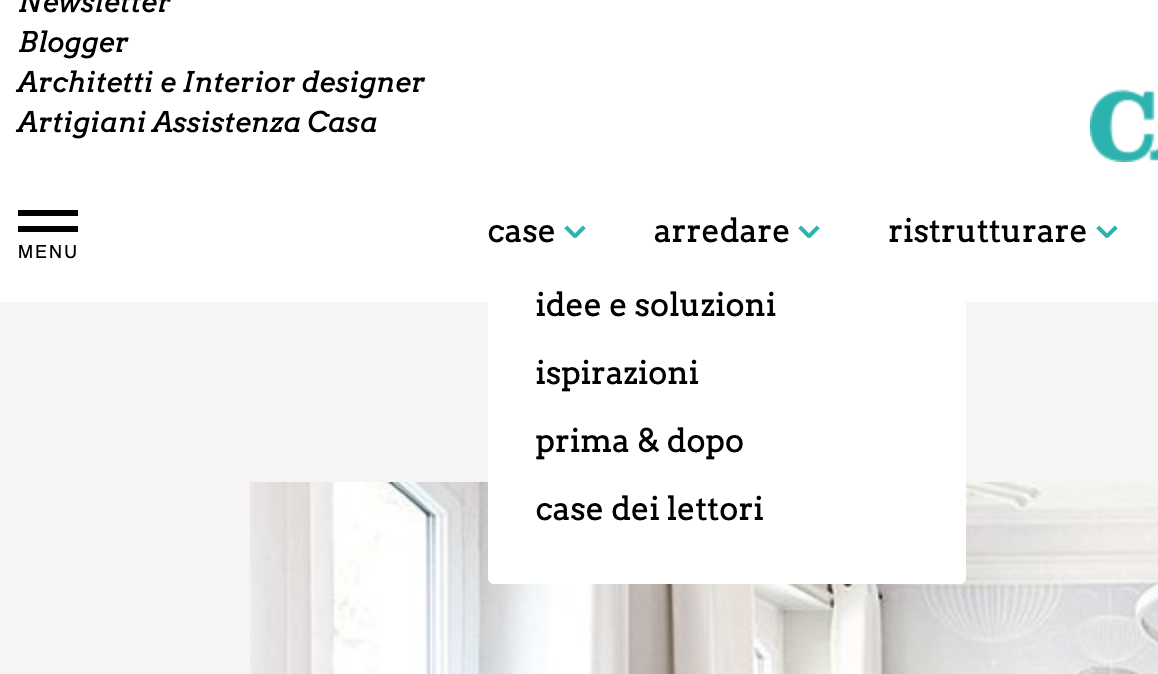 Newsletter
Blogger
Architetti e Interior designer
Artigiani Assistenza Casa
MENU
case
arredare
ristrutturare
idee e soluzioni
ispirazioni
prima & dopo
case dei lettori